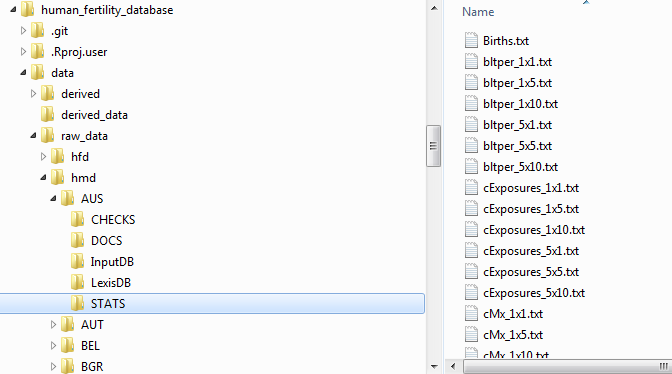 human_fertility_database
.git
.Rproj.user
data
derived
derived_data
raw_data
hfd
hmd
AUS
CHECKS
DOCS
InputDB
LexisDB
STATS
AUT
BEL
BGR
Name
Births.txt
bltper_1x1.txt
bltper_1x5.txt
bltper_1x10.txt
bltper_5x1.txt
bltper_5x5.txt
bltper_5x10.txt
cExposures_1x1.txt
cExposures_1x5.txt
cExposures_1x10.txt
cExposures_5x1.txt
cExposures_5x5.txt
cExposures_5x10.txt
cMx_1x1.txt
cMx_1x5.txt
cMx_1x10.txt